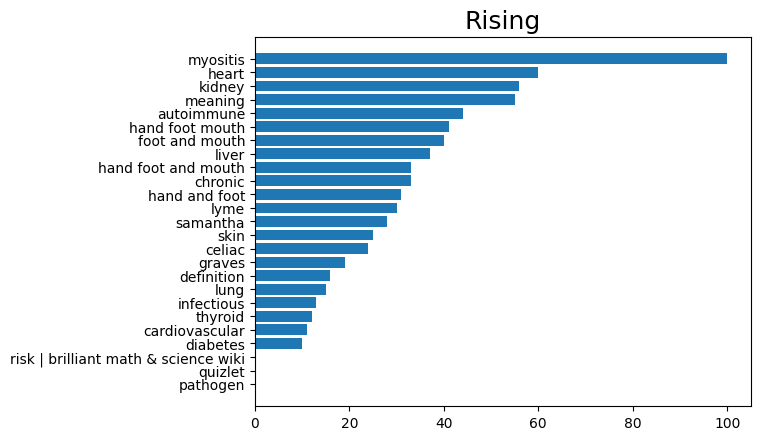 Rising
myositis
heart
kidney
meaning
autoimmune
hand foot mouth
foot and mouth
liver
hand foot and mouth
chronic
hand and foot
lyme
samantha
skin
celiac
graves
definition
lung
infectious
thyroid
cardiovascular
diabetes
risk | brilliant math & science wiki
quizlet
pathogen
0 20 40 60 80 100